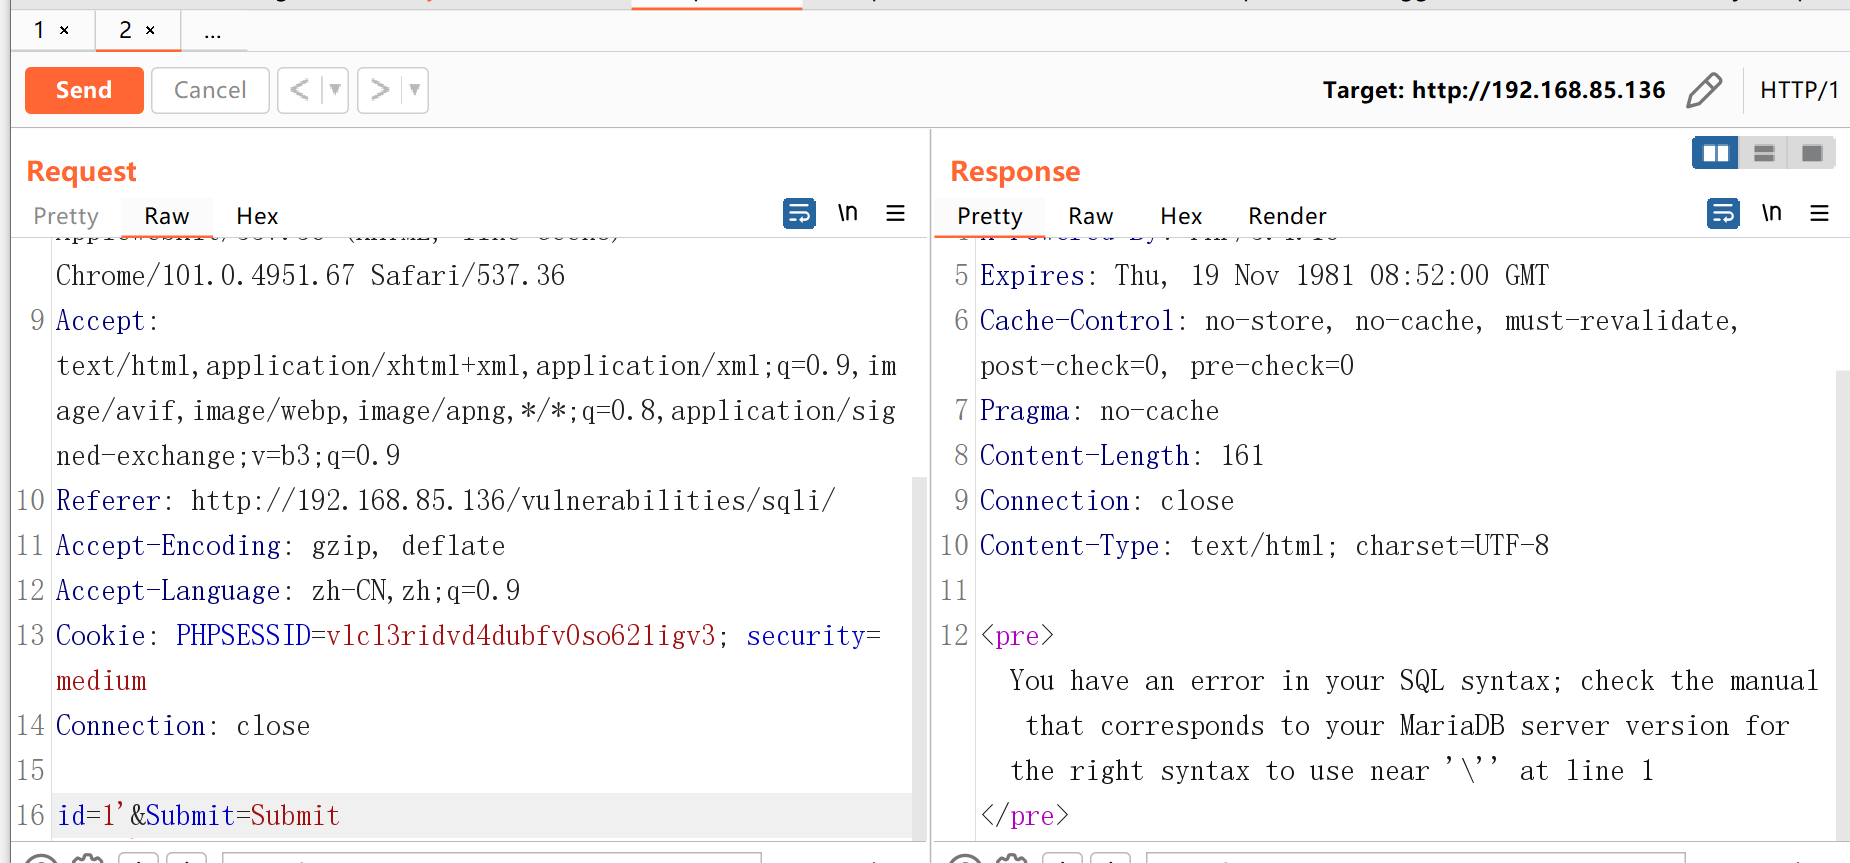 1 × 2 × ...
Send Cancel < ▼ > ▼ Target: http://192.168.85.136 HTTP/1
Request
Pretty Raw Hex \n
Chrome/101.0.4951.67 Safari/537.36
9 Accept:
text/html,application/xhtml+xml,application/xml;q=0.9,im
age/avif,image/webp,image/apng,*/*;q=0.8,application/sig
ned-exchange;v=b3;q=0.9
10 Referer: http://192.168.85.136/vulnerabilities/sqli/
11 Accept-Encoding: gzip, deflate
12 Accept-Language: zh-CN,zh;q=0.9
13 Cookie: PHPSESSID=vlcl3ridvd4dubfv0so621igv3; security=
medium
14 Connection: close
15
16 id=1'&Submit=Submit
Response
Pretty Raw Hex Render \n
5 Expires: Thu, 19 Nov 1981 08:52:00 GMT
6 Cache-Control: no-store, no-cache, must-revalidate,
post-check=0, pre-check=0
7 Pragma: no-cache
8 Content-Length: 161
9 Connection: close
10 Content-Type: text/html; charset=UTF-8
11
12 <pre>
You have an error in your SQL syntax; check the manual
that corresponds to your MariaDB server version for
the right syntax to use near '\'' at line 1
</pre>